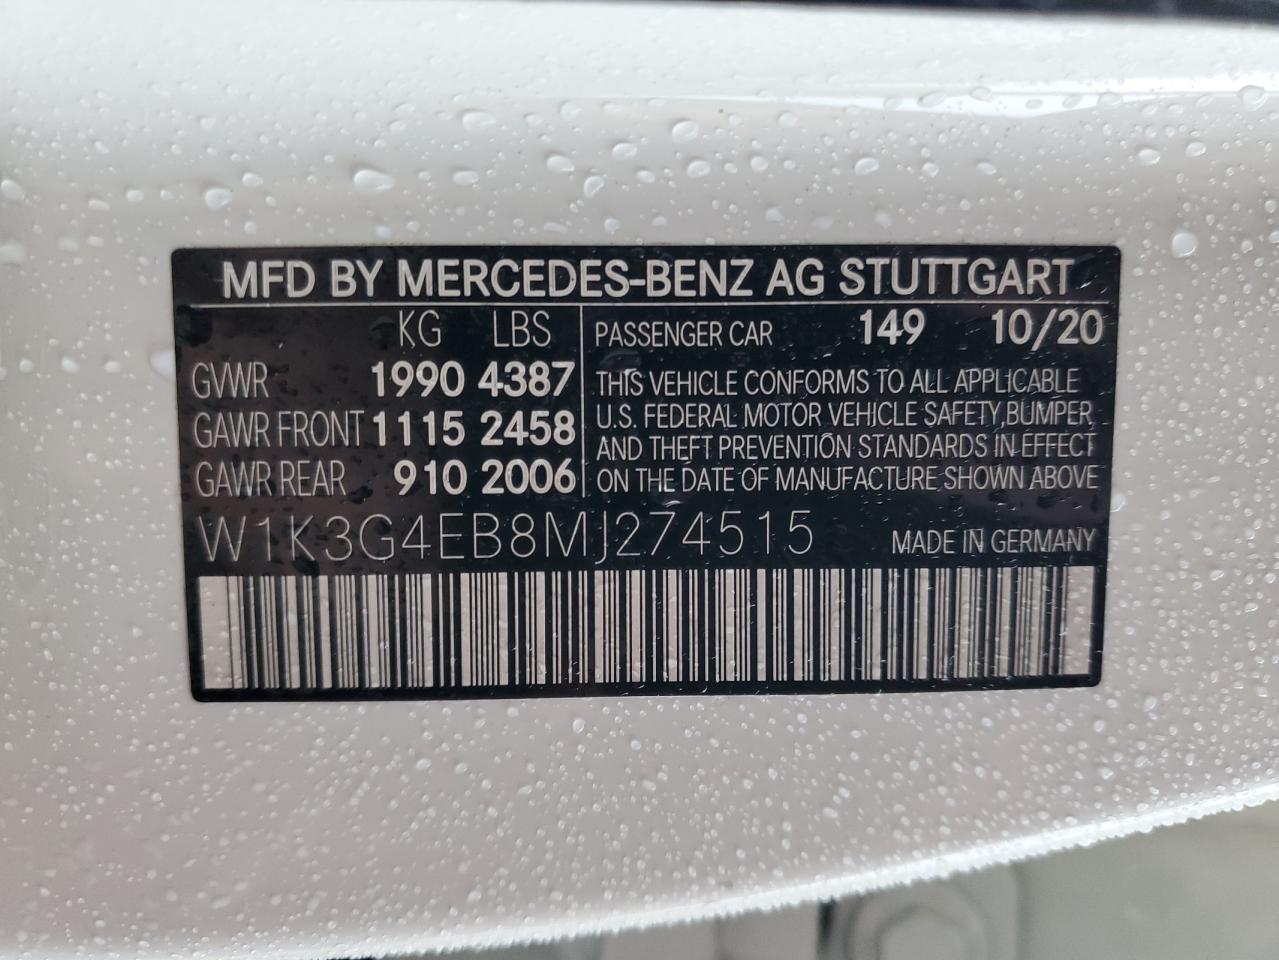 MFD BY MERCEDES-BENZ AG STUTTGART
KG LBS
GVWR 1990 4387
GAWR FRONT 1115 2458
GAWR REAR 910 2006
PASSENGER CAR 149 10/20
THIS VEHICLE CONFORMS TO ALL APPLICABLE
U.S. FEDERAL MOTOR VEHICLE SAFETY, BUMPER,
AND THEFT PREVENTION STANDARDS IN EFFECT
ON THE DATE OF MANUFACTURE SHOWN ABOVE
W1K3G4EB8MJ274515 MADE IN GERMANY